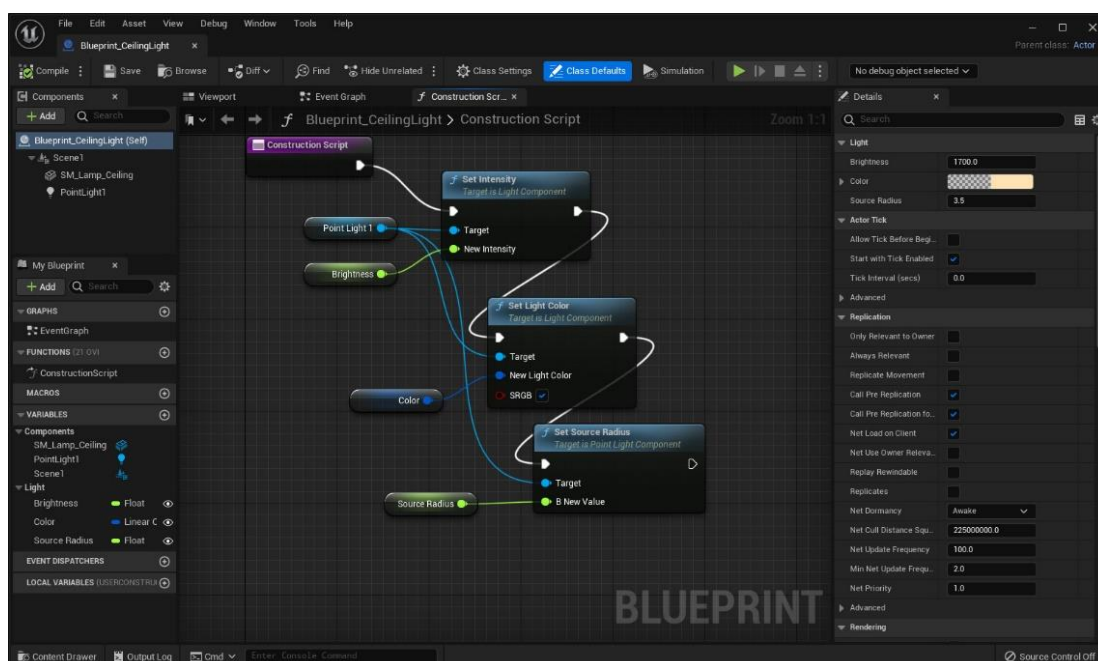 File Edit Asset View Debug Window Tools Help
Blueprint_CeilingLight
Parent class: Actor
Compile Save Browse Diff Find Hide Unrelated Class Settings Class Defaults Simulation No debug object selected
Components
Viewport Event Graph Construction Scr...
Details
+ Add Search
Blueprint_CeilingLight > Construction Script Zoom 1:1
Search
Blueprint_CeilingLight (Self)
Scene1
SM_Lamp_Ceiling
PointLight1
My Blueprint
+ Add Search
GRAPHS
EventGraph
FUNCTIONS (21 OVI
ConstructionScript
MACROS
VARIABLES
Components
SM_Lamp_Ceiling
PointLight1
Scene1
Light
Brightness Float
Color Linear C
Source Radius Float
EVENT DISPATCHERS
LOCAL VARIABLES (USERCONSTRU
Construction Script
Set Intensity
Target is Light Component
Target
New Intensity
Point Light 1
Brightness
Set Light Color
Target is Light Component
Target
New Light Color
SRGB
Color
Set Source Radius
Target is Point Light Component
Target
B New Value
Source Radius
BLUEPRINT
Light
Brightness 1700.0
Color
Source Radius 3.5
Actor Tick
Allow Tick Before Begi...
Start with Tick Enabled
Tick Interval (secs) 0.0
Advanced
Replication
Only Relevant to Owner
Always Relevant
Replicate Movement
Call Pre Replication
Call Pre Replication fo...
Net Load on Client
Net Use Owner Releva...
Replay Rewindable
Replicates
Net Dormancy Awake
Net Cull Distance Squ... 225000000.0
Net Update Frequency 100.0
Min Net Update Frequ... 2.0
Net Priority 1.0
Advanced
Rendering
Content Drawer Output Log Cmd Enter Console Command Source Control Off